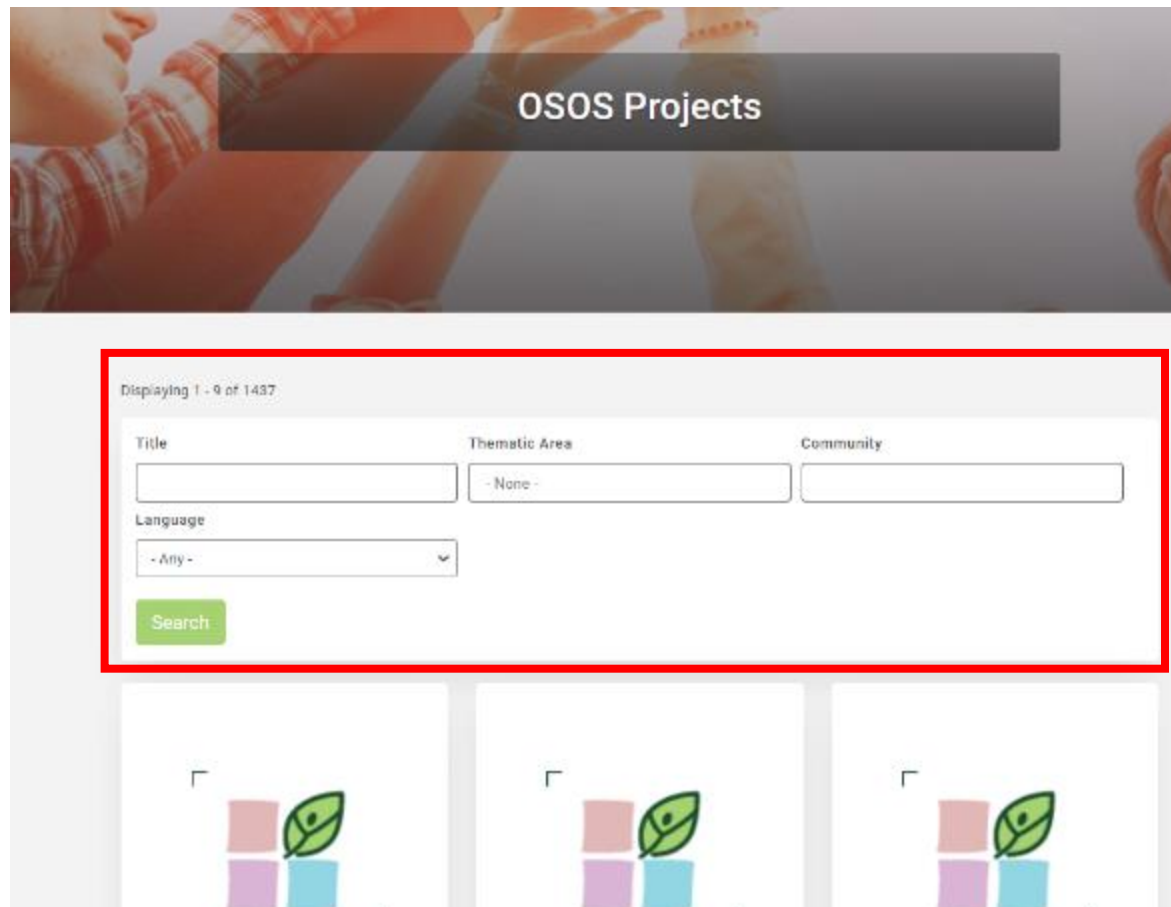 OSOS Projects
Displaying 1 - 9 of 1437
Title Thematic Area Community
- None -
Language
- Any -
Search